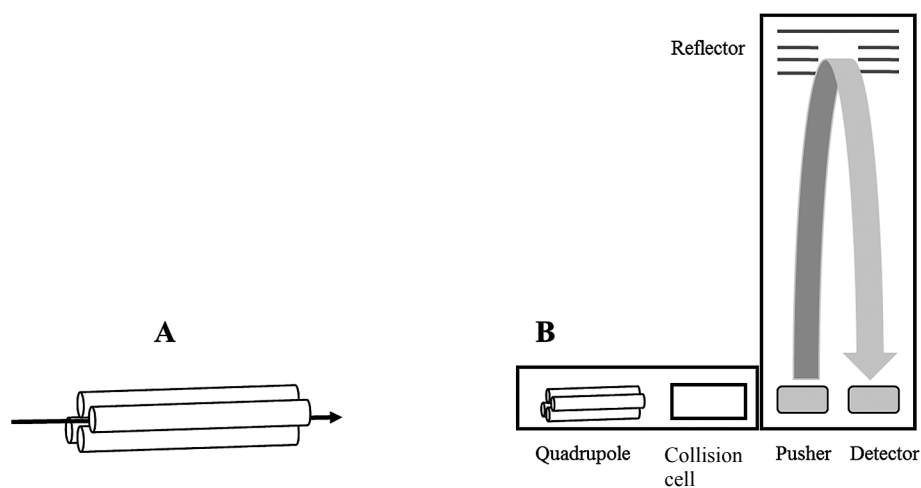 Reflector
A
B
Quadrupole
Collision
cell
Pusher
Detector